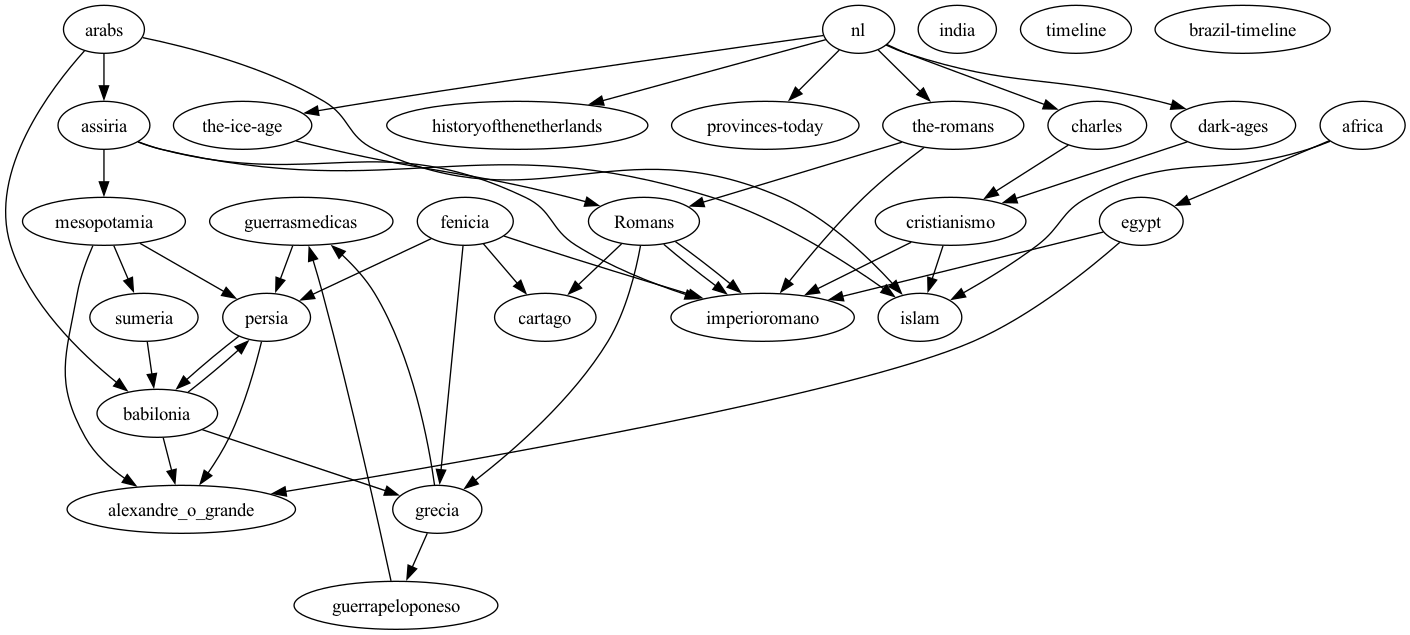 arabs
nl
india
timeline
brazil-timeline
assiria
the-ice-age
historyofthenetherlands
provinces-today
the-romans
charles
dark-ages
africa
mesopotamia
guerrasmedicas
fenicia
Romans
cristianismo
egypt
sumeria
persia
cartago
imperioromano
islam
babilonia
alexandre_o_grande
grecia
guerrapeloponeso